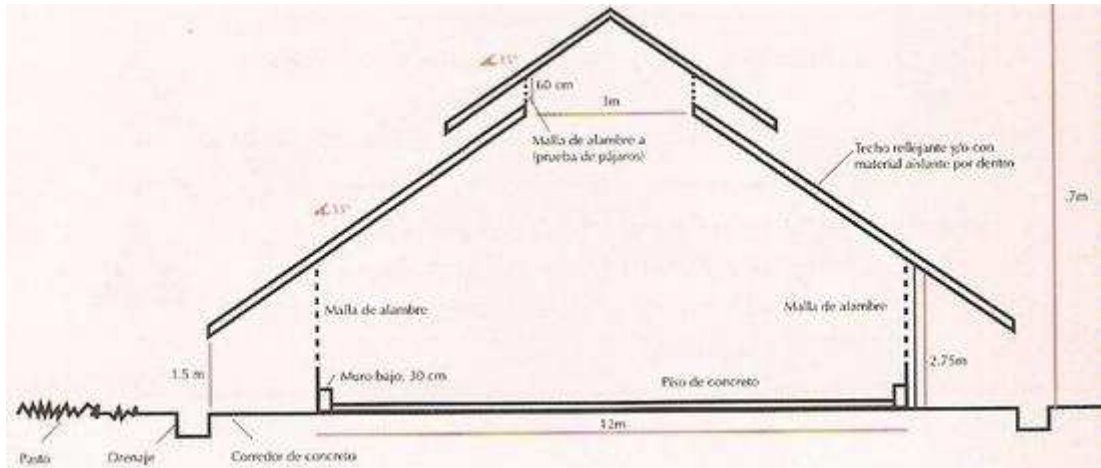 60 cm
3m
Malla de alambre a
(prueba de pájaros)
Techo reflejante y/o con
material aislante por dentro
.7m
35°
Malla de alambre
Malla de alambre
1.5 m
2.75m
Muro bajo, 30 cm
Piso de concreto
12m
Pasto
Drenaje
Corredor de concreto